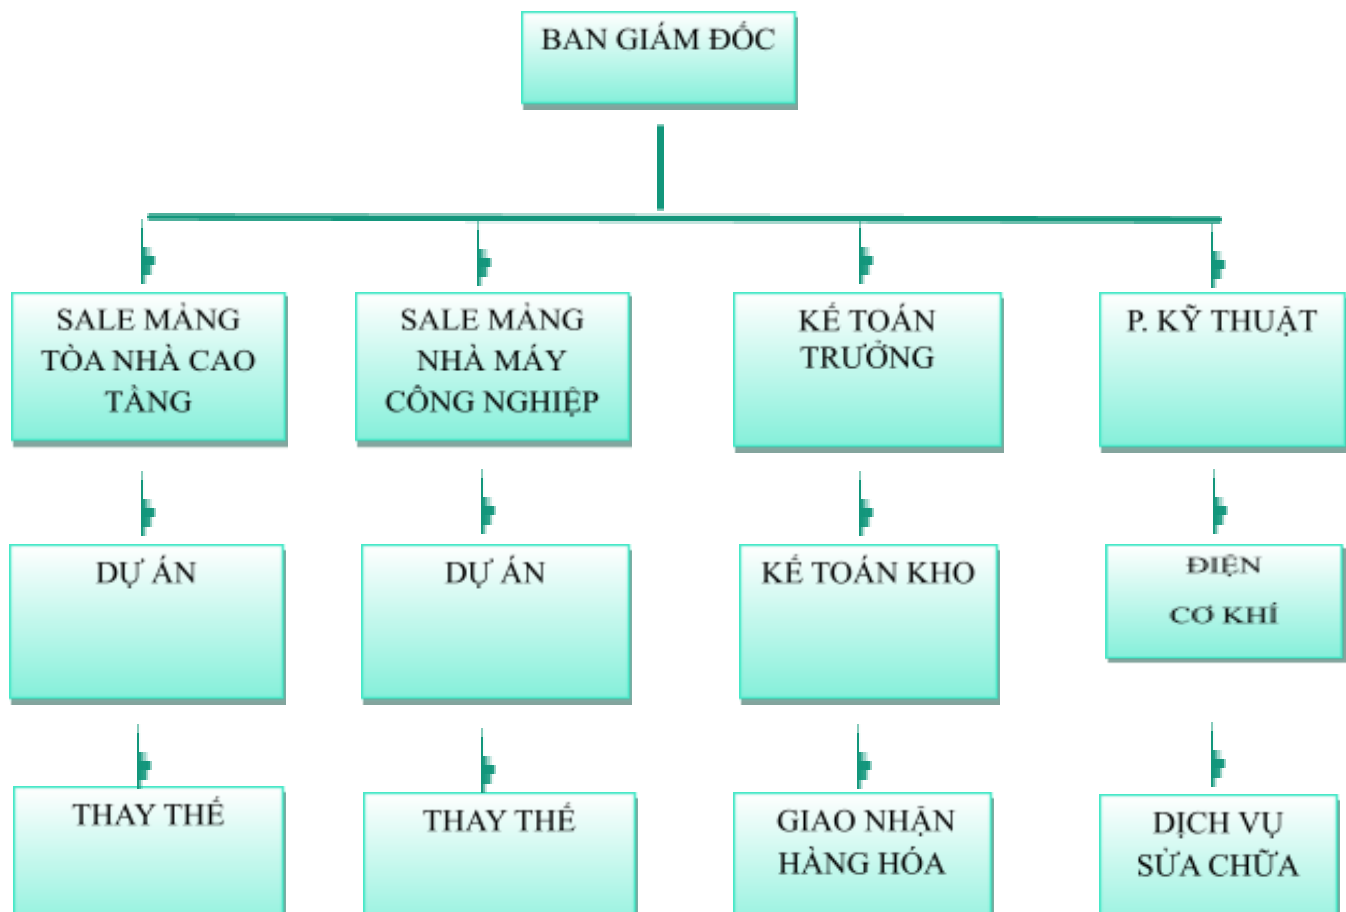 BAN GIÁM ĐỐC
SALE MẢNG
TÒA NHÀ CAO
TẦNG
SALE MẢNG
NHÀ MÁY
CÔNG NGHIỆP
KẾ TOÁN
TRƯỞNG
P. KỸ THUẬT
DỰ ÁN
DỰ ÁN
KẾ TOÁN KHO
ĐIỆN
CƠ KHÍ
THAY THẾ
THAY THẾ
GIAO NHẬN
HÀNG HÓA
DỊCH VỤ
SỬA CHỮA